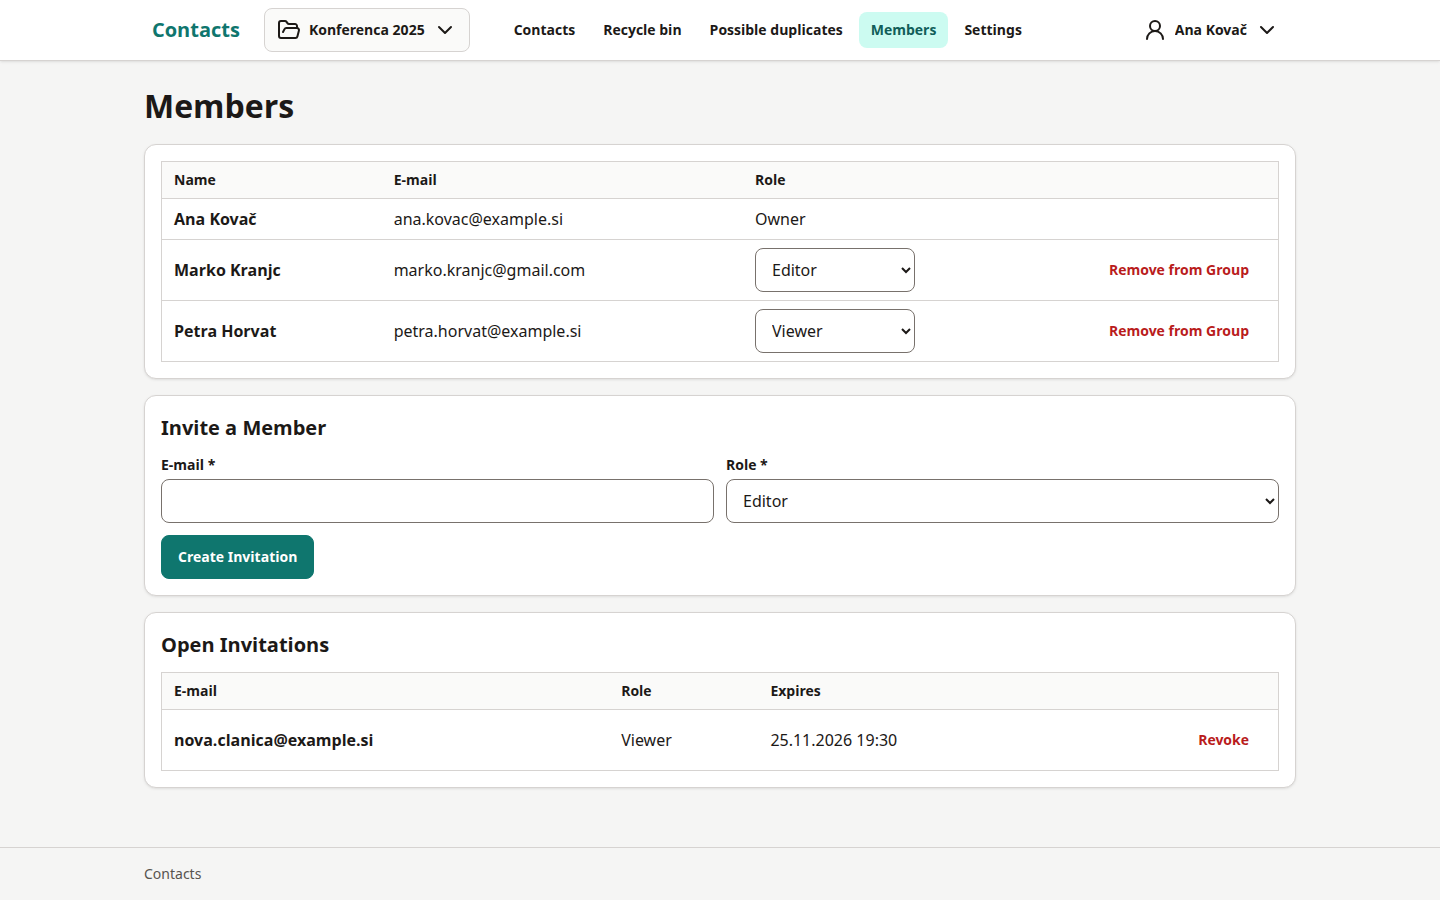 Contacts Konferenca 2025 Contacts Recycle bin Possible duplicates Members Settings Ana Kovač
Members
Name E-mail Role
Ana Kovač ana.kovac@example.si Owner
Marko Kranjc marko.kranjc@gmail.com Editor Remove from Group
Petra Horvat petra.horvat@example.si Viewer Remove from Group
Invite a Member
E-mail * Role *
Editor
Create Invitation
Open Invitations
E-mail Role Expires
nova.clanica@example.si Viewer 25.11.2026 19:30 Revoke
Contacts